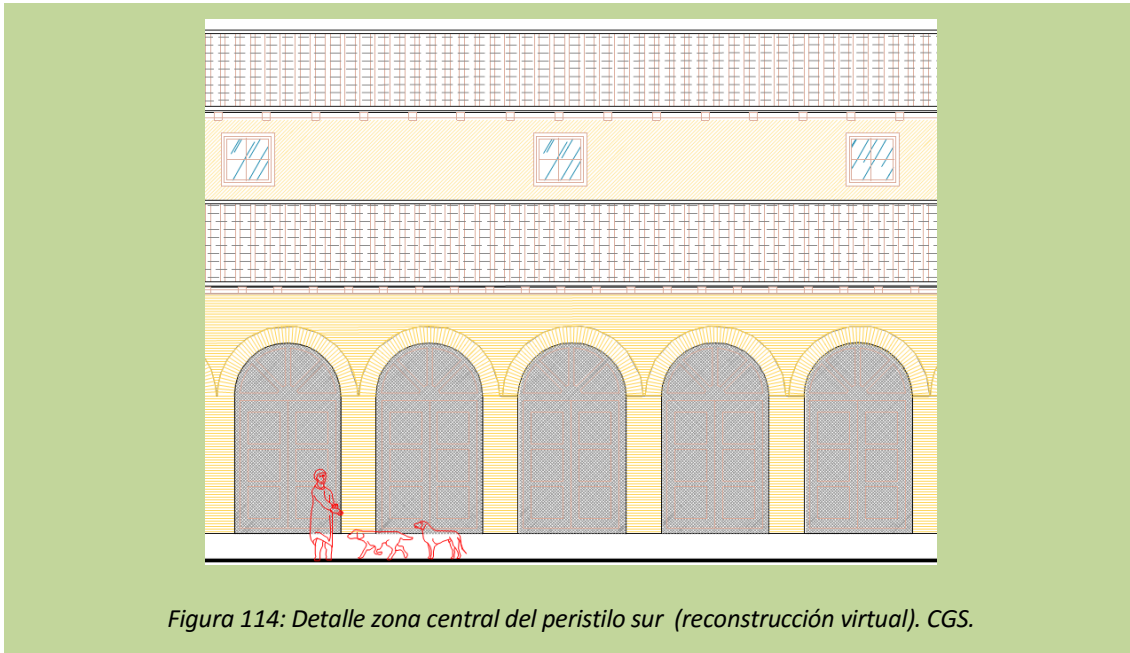 Figura 114: Detalle zona central del peristilo sur  (reconstrucción virtual). CGS.